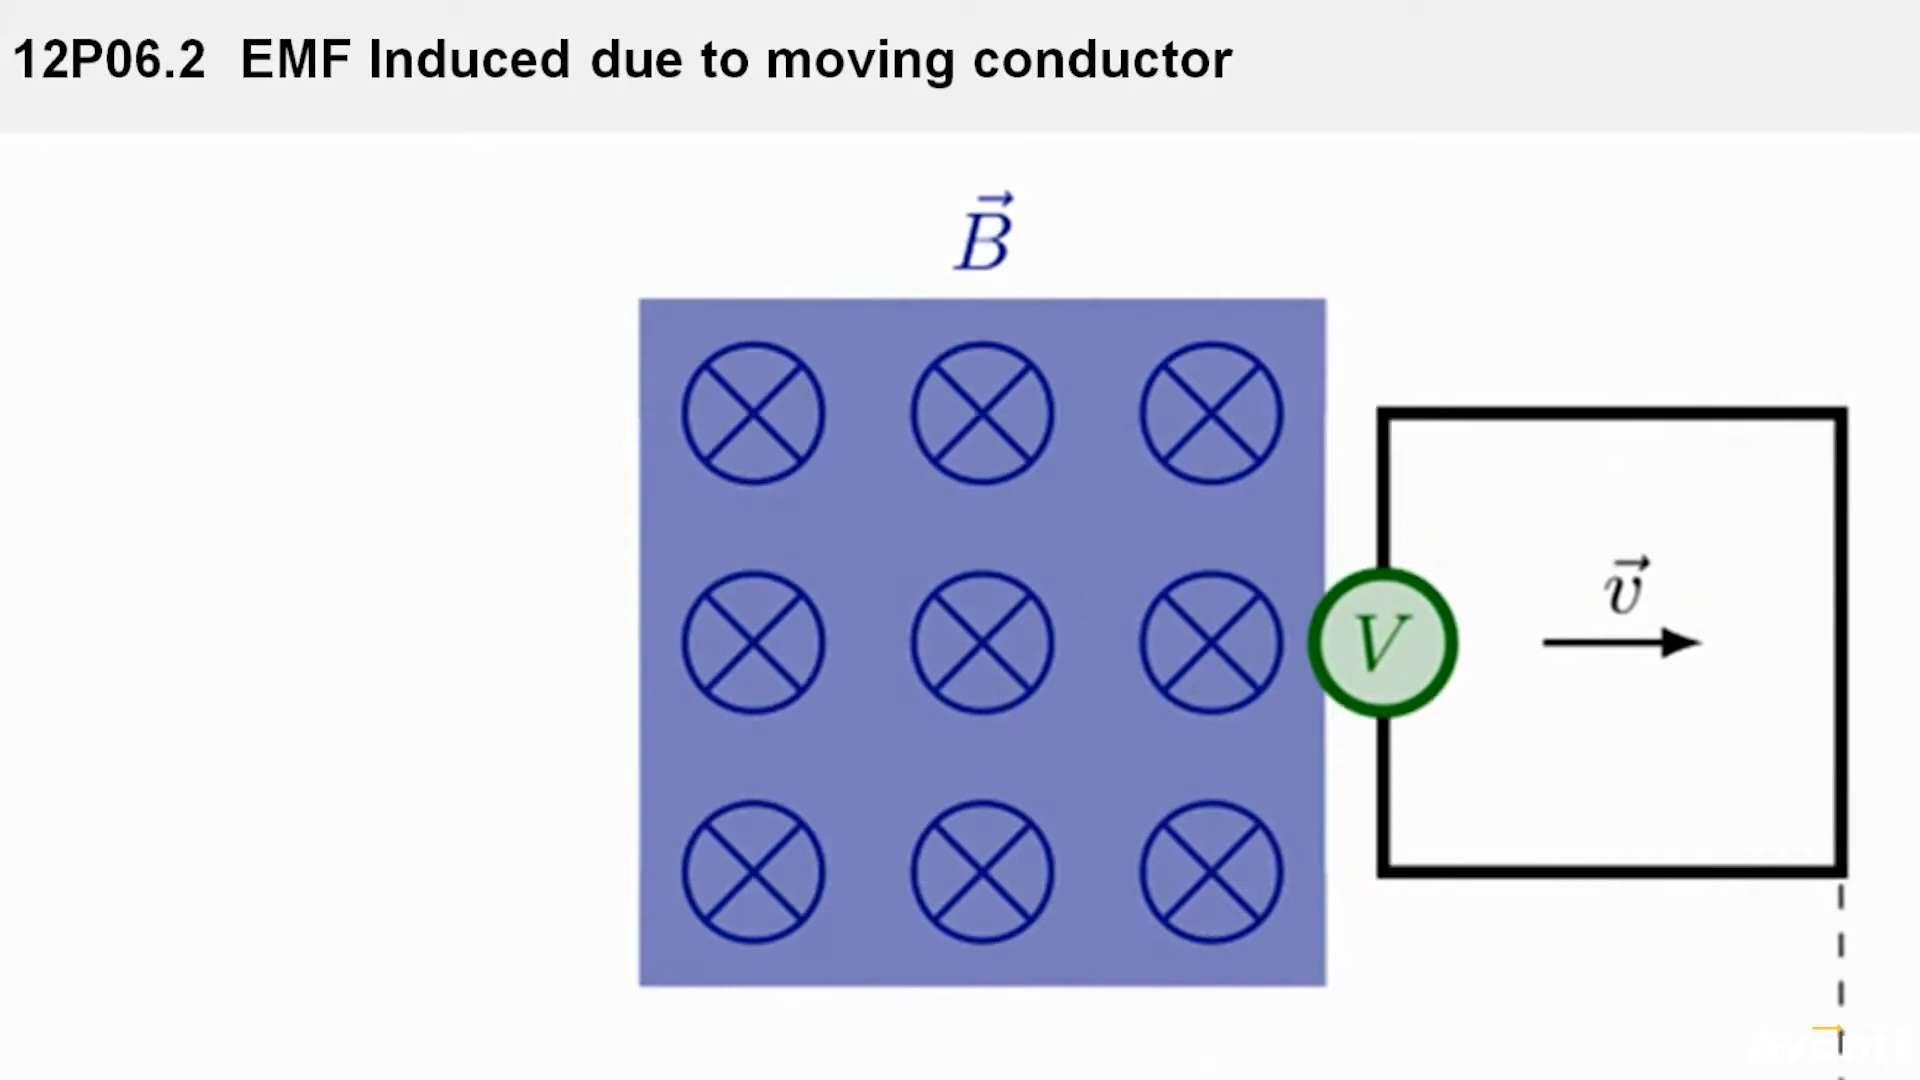 12P06.2 EMF Induced due to moving conductor
B⃗
v⃗
V